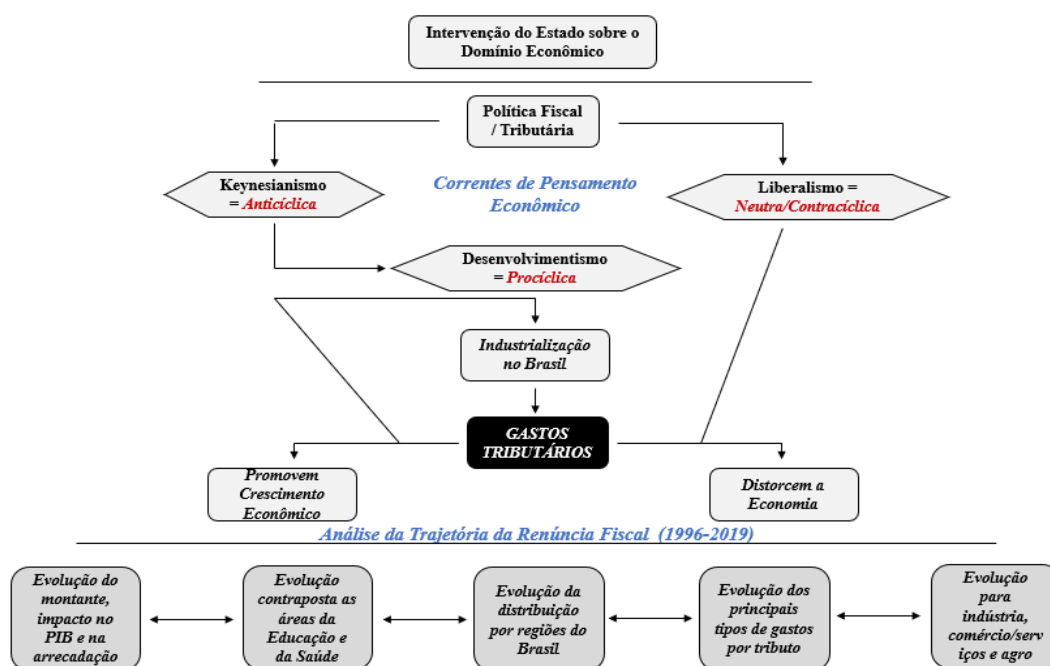 Intervenção do Estado sobre o
Domínio Econômico
Política Fiscal
/ Tributária
Keynesianismo
= Anticíclica
Correntes de Pensamento
Econômico
Liberalismo =
Neutra/Contracíclica
Desenvolvimentismo
= Procíclica
Industrialização
no Brasil
GASTOS
TRIBUTÁRIOS
Promovem
Crescimento
Econômico
Distorcem a
Economia
Análise da Trajetória da Renúncia Fiscal (1996-2019)
Evolução do
montante,
impacto no
PIB e na
arrecadação
Evolução
contraposta as
áreas da
Educação e
da Saúde
Evolução da
distribuição
por regiões do
Brasil
Evolução dos
principais
tipos de gastos
por tributo
Evolução
para
indústria,
comércio/serv
iços e agro